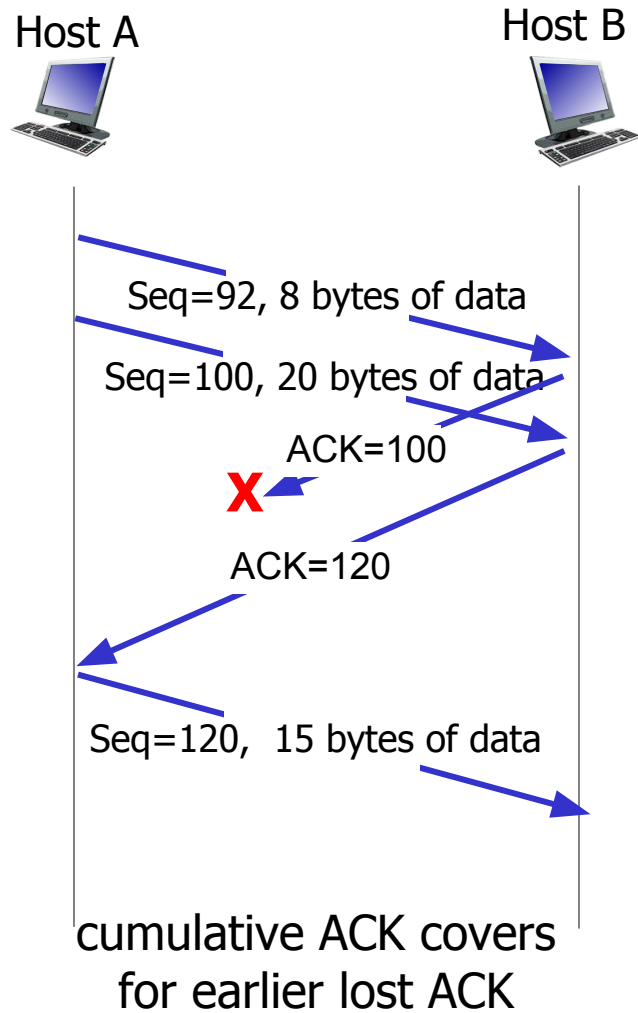 Host A
Host B
Seq=92, 8 bytes of data
Seq=100, 20 bytes of data
ACK=100
X
ACK=120
Seq=120, 15 bytes of data
cumulative ACK covers
for earlier lost ACK